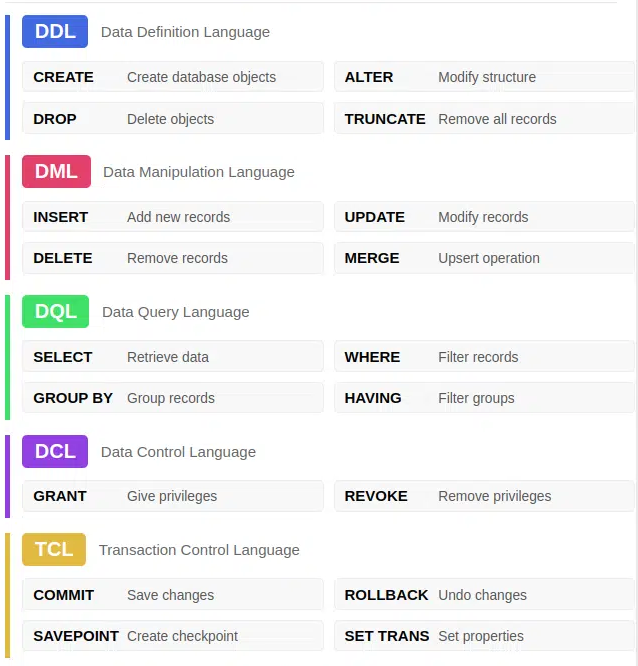 DDL Data Definition Language
CREATE Create database objects ALTER Modify structure
DROP Delete objects TRUNCATE Remove all records
DML Data Manipulation Language
INSERT Add new records UPDATE Modify records
DELETE Remove records MERGE Upsert operation
DQL Data Query Language
SELECT Retrieve data WHERE Filter records
GROUP BY Group records HAVING Filter groups
DCL Data Control Language
GRANT Give privileges REVOKE Remove privileges
TCL Transaction Control Language
COMMIT Save changes ROLLBACK Undo changes
SAVEPOINT Create checkpoint SET TRANS Set properties